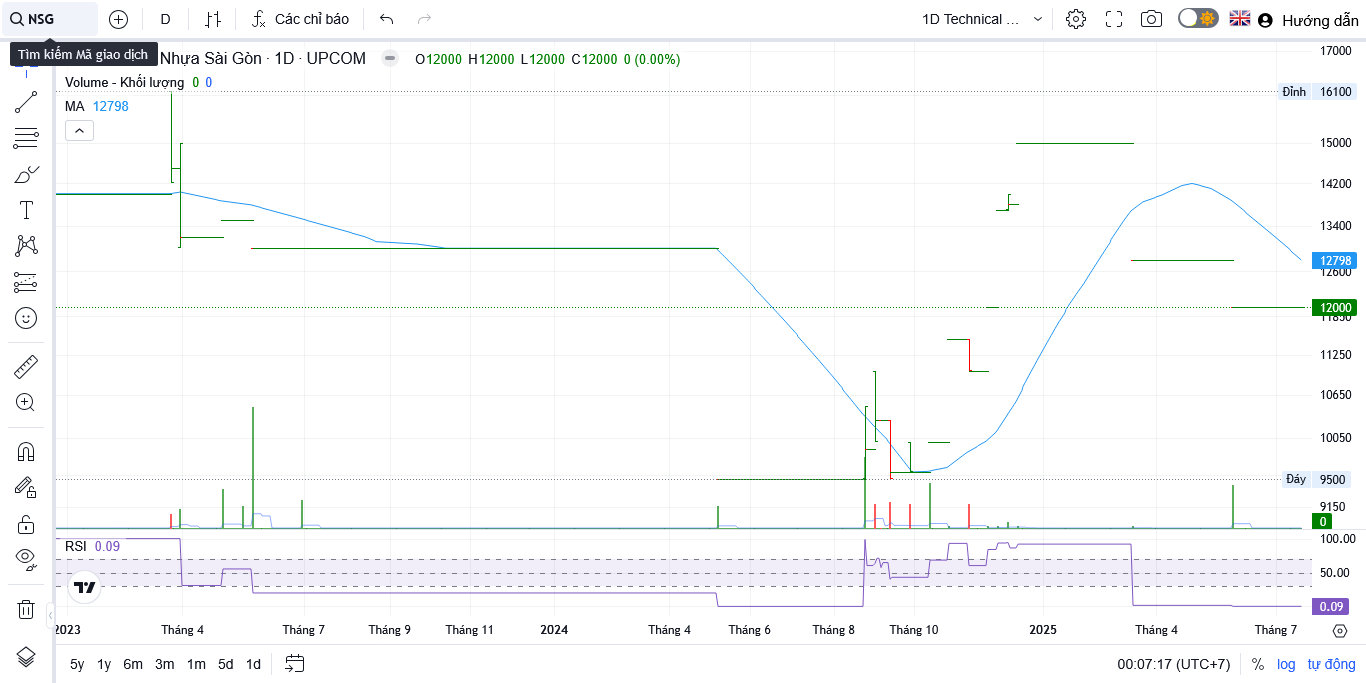 NSG
D
Các chỉ báo
1D Technical ...
Hướng dẫn
Tìm kiếm Mã giao dịch
Nhựa Sài Gòn · 1D · UPCOM
O12000 H12000 L12000 C12000 0 (0.00%)
Volume - Khối lượng 0 0
MA 12798
17000
Đỉnh 16100
15000
14200
13400
12798
12600
12000
11850
11250
10650
10050
Đáy 9500
9150
0
RSI 0.09
100.00
50.00
0.09
2023 Tháng 4 Tháng 7 Tháng 9 Tháng 11 2024 Tháng 4 Tháng 6 Tháng 8 Tháng 10 2025 Tháng 4 Tháng 7
5y 1y 6m 3m 1m 5d 1d
00:07:17 (UTC+7) % log tự động